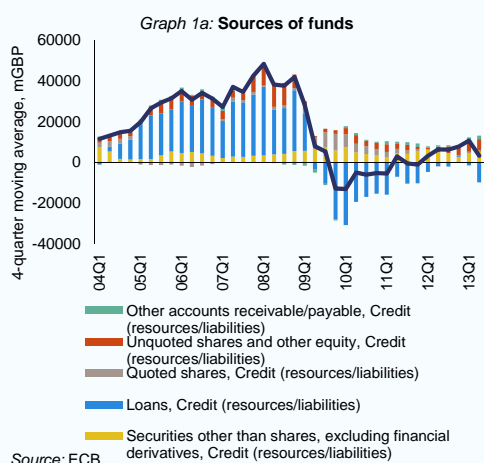 Graph 1a: Sources of funds
4-quarter moving average, mGBP
60000
40000
20000
0
-20000
-40000
04Q1
05Q1
06Q1
07Q1
08Q1
09Q1
10Q1
11Q1
12Q1
13Q1
Other accounts receivable/payable, Credit
(resources/liabilities)
Unquoted shares and other equity, Credit
(resources/liabilities)
Quoted shares, Credit (resources/liabilities)
Loans, Credit (resources/liabilities)
Securities other than shares, excluding financial
derivatives, Credit (resources/liabilities)
Source: ECB